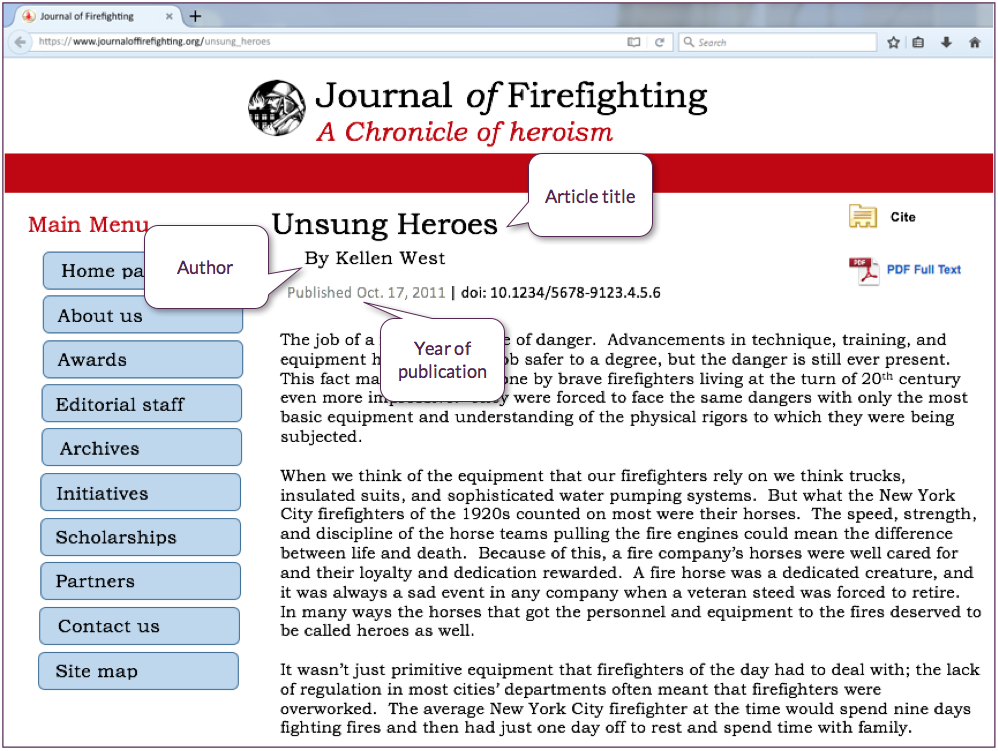 Journal of Firefighting
https://www.journaloffirefighting.org/unsung_heroes
Search
Journal of Firefighting
A Chronicle of heroism
Article title
Main Menu
Home pa
About us
Awards
Editorial staff
Archives
Initiatives
Scholarships
Partners
Contact us
Site map
Author
Unsung Heroes
By Kellen West
Published Oct. 17, 2011 | doi: 10.1234/5678-9123.4.5.6
Cite
PDF
PDF Full Text
Year of
publication
The job of a e of danger. Advancements in technique, training, and
equipment h ob safer to a degree, but the danger is still ever present.
This fact ma one by brave firefighters living at the turn of 20th century
even more im they were forced to face the same dangers with only the most
basic equipment and understanding of the physical rigors to which they were being
subjected.
When we think of the equipment that our firefighters rely on we think trucks,
insulated suits, and sophisticated water pumping systems. But what the New York
City firefighters of the 1920s counted on most were their horses. The speed, strength,
and discipline of the horse teams pulling the fire engines could mean the difference
between life and death. Because of this, a fire company's horses were well cared for
and their loyalty and dedication rewarded. A fire horse was a dedicated creature, and
it was always a sad event in any company when a veteran steed was forced to retire.
In many ways the horses that got the personnel and equipment to the fires deserved to
be called heroes as well.
It wasn't just primitive equipment that firefighters of the day had to deal with; the lack
of regulation in most cities' departments often meant that firefighters were
overworked. The average New York City firefighter at the time would spend nine days
fighting fires and then had just one day off to rest and spend time with family.